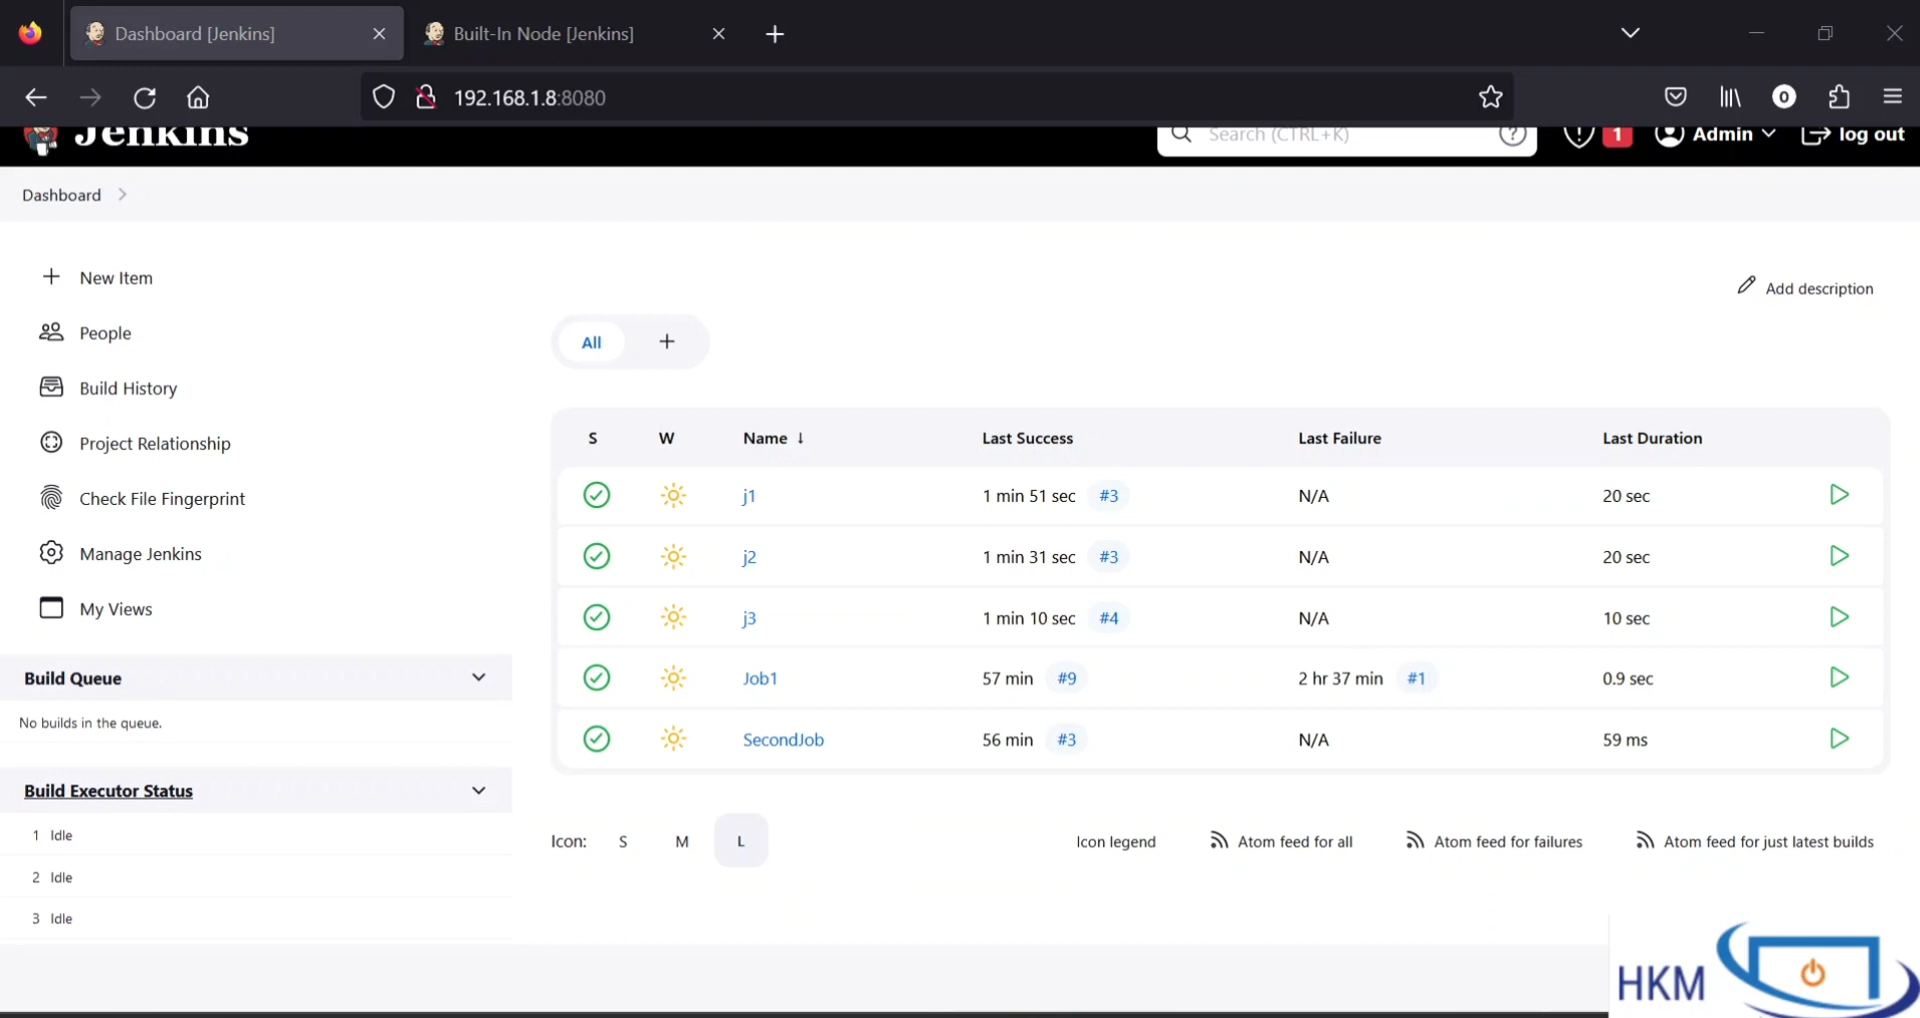 Dashboard [Jenkins]
Built-In Node [Jenkins]
192.168.1.8:8080
0
Jenkins
Search (CTRL+K)
1
Admin
log out
Dashboard
New Item
People
Build History
Project Relationship
Check File Fingerprint
Manage Jenkins
My Views
Build Queue
No builds in the queue.
Build Executor Status
1 Idle
2 Idle
3 Idle
Add description
All +
S W Name ↓ Last Success Last Failure Last Duration
j1 1 min 51 sec #3 N/A 20 sec
j2 1 min 31 sec #3 N/A 20 sec
j3 1 min 10 sec #4 N/A 10 sec
Job1 57 min #9 2 hr 37 min #1 0.9 sec
SecondJob 56 min #3 N/A 59 ms
Icon: S M L
Icon legend
Atom feed for all
Atom feed for failures
Atom feed for just latest builds
HKM